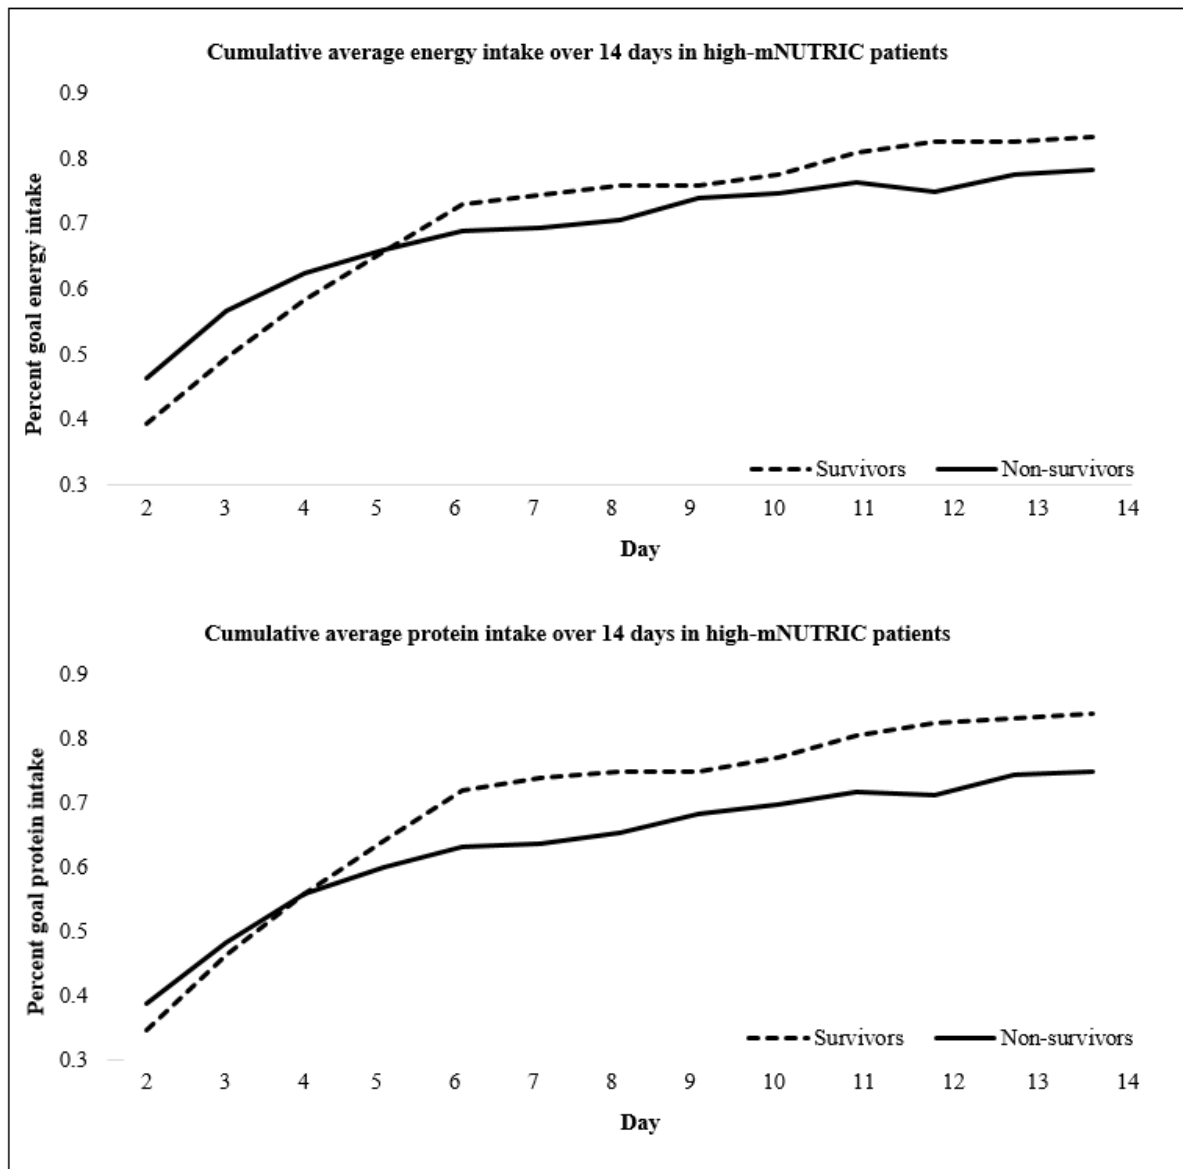 Cumulative average energy intake over 14 days in high-mNUTRIC patients
Percent goal energy intake
0.9
0.8
0.7
0.6
0.5
0.4
0.3
Survivors Non-survivors
2 3 4 5 6 7 8 9 10 11 12 13 14
Day
Cumulative average protein intake over 14 days in high-mNUTRIC patients
Percent goal protein intake
0.9
0.8
0.7
0.6
0.5
0.4
0.3
Survivors Non-survivors
2 3 4 5 6 7 8 9 10 11 12 13 14
Day